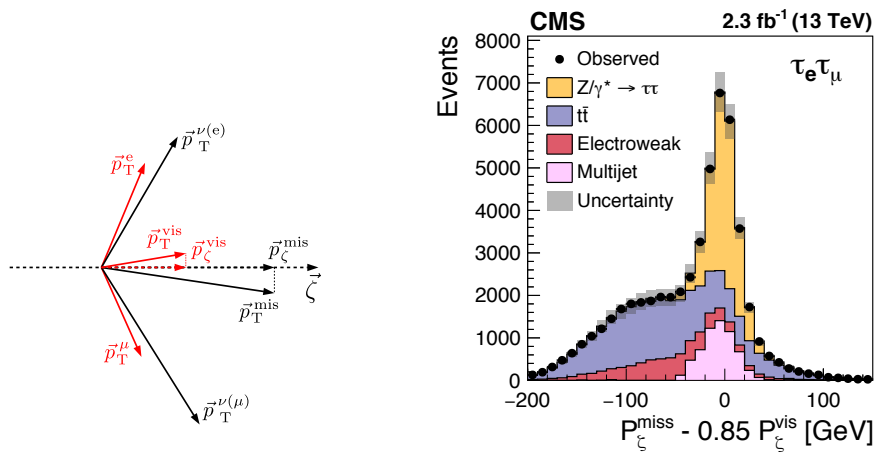 p⃗_T^ν(e)
p⃗_T^e
p⃗_T^vis
p⃗_ζ^vis
p⃗_ζ^mis
ζ⃗
p⃗_T^mis
p⃗_T^μ
p⃗_T^ν(μ)
CMS 2.3 fb⁻¹ (13 TeV)
Events
8000
7000
6000
5000
4000
3000
2000
1000
0
Observed
Z/γ* → ττ
tt̄
Electroweak
Multijet
Uncertainty
τ_e τ_μ
−200 −100 0 100
P_ζ^miss - 0.85 P_ζ^vis [GeV]